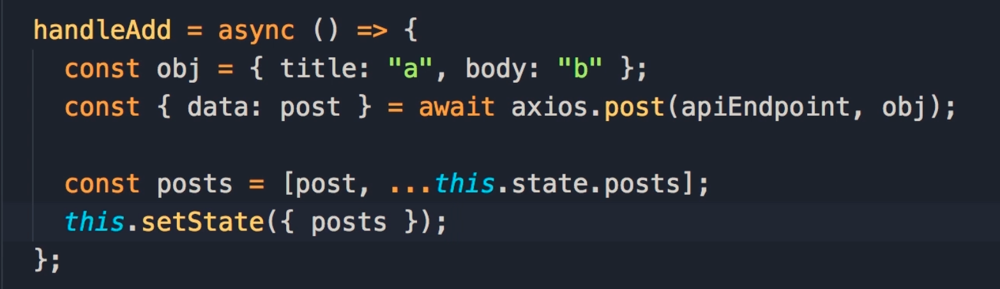 handleAdd = async () => {
const obj = { title: "a", body: "b" };
const { data: post } = await axios.post(apiEndpoint, obj);
const posts = [post, ...this.state.posts];
this.setState({ posts });
};